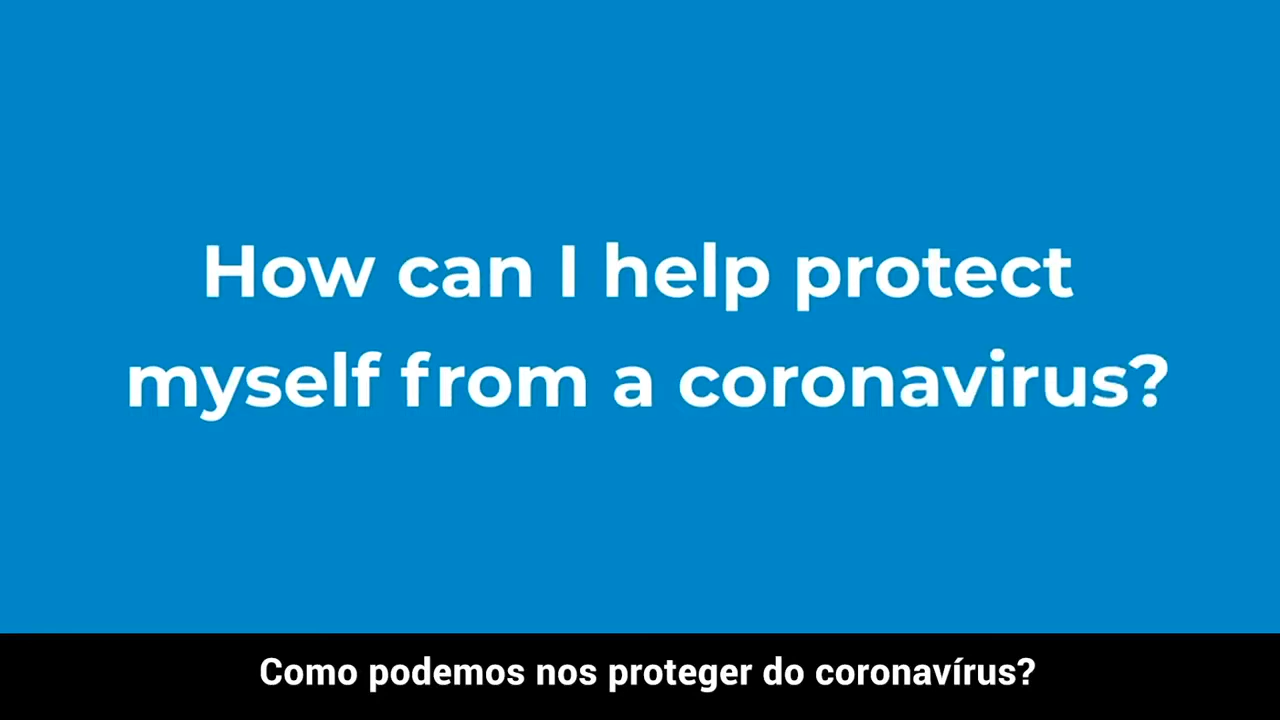 How can I help protect
myself from a coronavirus?
Como podemos nos proteger do coronavírus?